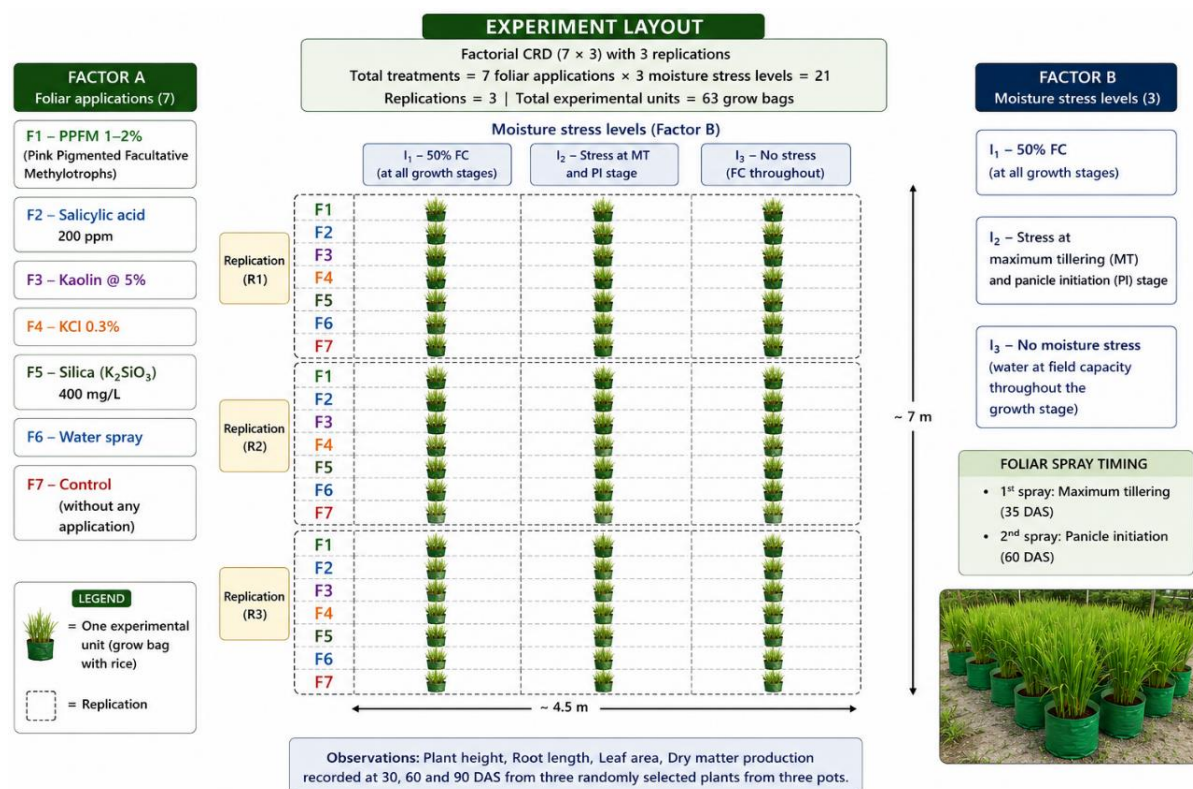 EXPERIMENT LAYOUT
Factorial CRD (7 × 3) with 3 replications
Total treatments = 7 foliar applications × 3 moisture stress levels = 21
Replications = 3 | Total experimental units = 63 grow bags
FACTOR A
Foliar applications (7)
F1 – PPFM 1–2%
(Pink Pigmented Facultative
Methylotrophs)
F2 – Salicylic acid
200 ppm
F3 – Kaolin @ 5%
F4 – KCl 0.3%
F5 – Silica (K₂SiO₃)
400 mg/L
F6 – Water spray
F7 – Control
(without any
application)
LEGEND
= One experimental
unit (grow bag
with rice)
= Replication
Moisture stress levels (Factor B)
I₁ – 50% FC
(at all growth stages)
I₂ – Stress at MT
and PI stage
I₃ – No stress
(FC throughout)
Replication
(R1)
F1
F2
F3
F4
F5
F6
F7
Replication
(R2)
F1
F2
F3
F4
F5
F6
F7
Replication
(R3)
F1
F2
F3
F4
F5
F6
F7
~ 4.5 m
~ 7 m
Observations: Plant height, Root length, Leaf area, Dry matter production
recorded at 30, 60 and 90 DAS from three randomly selected plants from three pots.
FACTOR B
Moisture stress levels (3)
I₁ – 50% FC
(at all growth stages)
I₂ – Stress at
maximum tillering (MT)
and panicle initiation (PI) stage
I₃ – No moisture stress
(water at field capacity
throughout the
growth stage)
FOLIAR SPRAY TIMING
• 1st spray: Maximum tillering
(35 DAS)
• 2nd spray: Panicle initiation
(60 DAS)